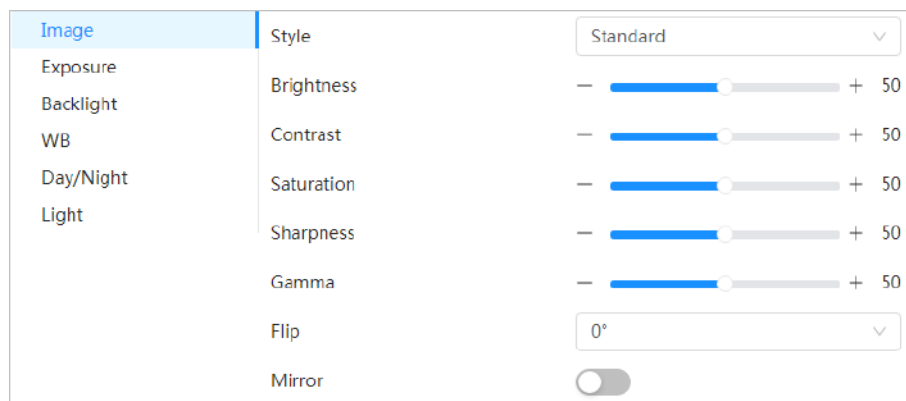 Image
Exposure
Backlight
WB
Day/Night
Light
Style Standard
Brightness − + 50
Contrast − + 50
Saturation − + 50
Sharpness − + 50
Gamma − + 50
Flip 0°
Mirror